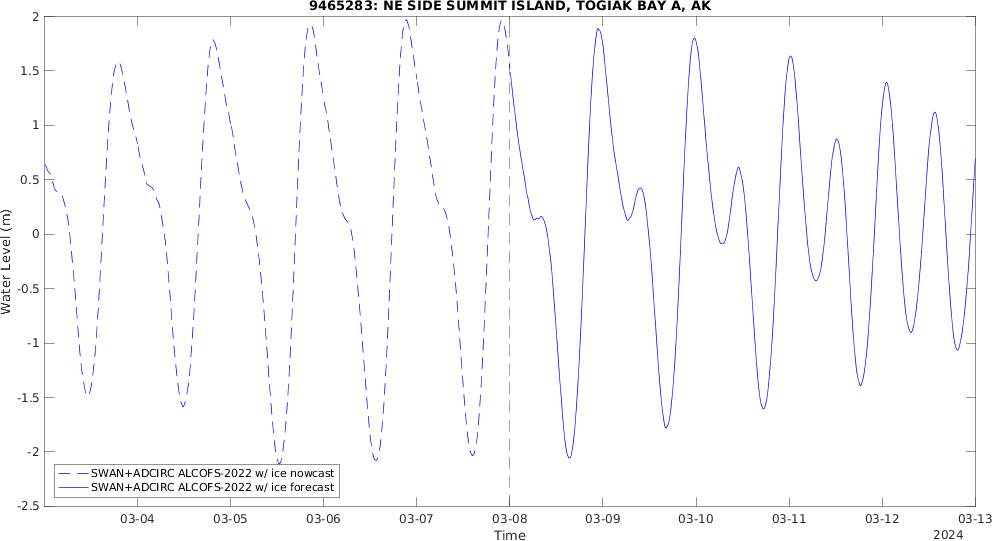 9465283: NE SIDE SUMMIT ISLAND, TOGIAK BAY A, AK
2
1.5
1
0.5
0
-0.5
-1
-1.5
-2
-2.5
Water Level (m)
SWAN+ADCIRC ALCOFS-2022 w/ ice nowcast
SWAN+ADCIRC ALCOFS-2022 w/ ice forecast
03-04 03-05 03-06 03-07 03-08 03-09 03-10 03-11 03-12 03-13
Time
2024